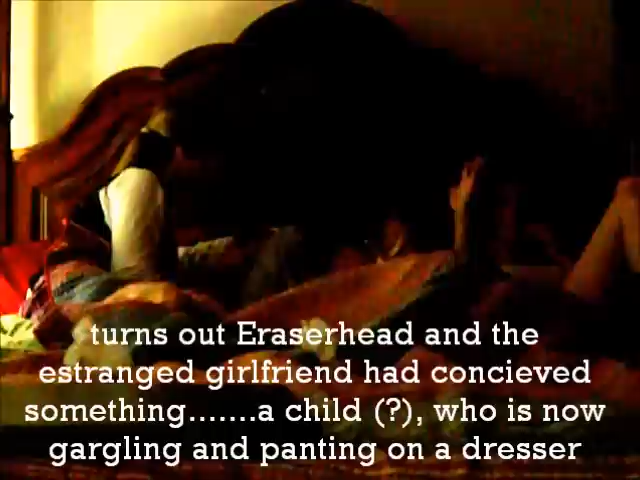 turns out Eraserhead and the
estranged girlfriend had concieved
something.......a child (?), who is now
gargling and panting on a dresser